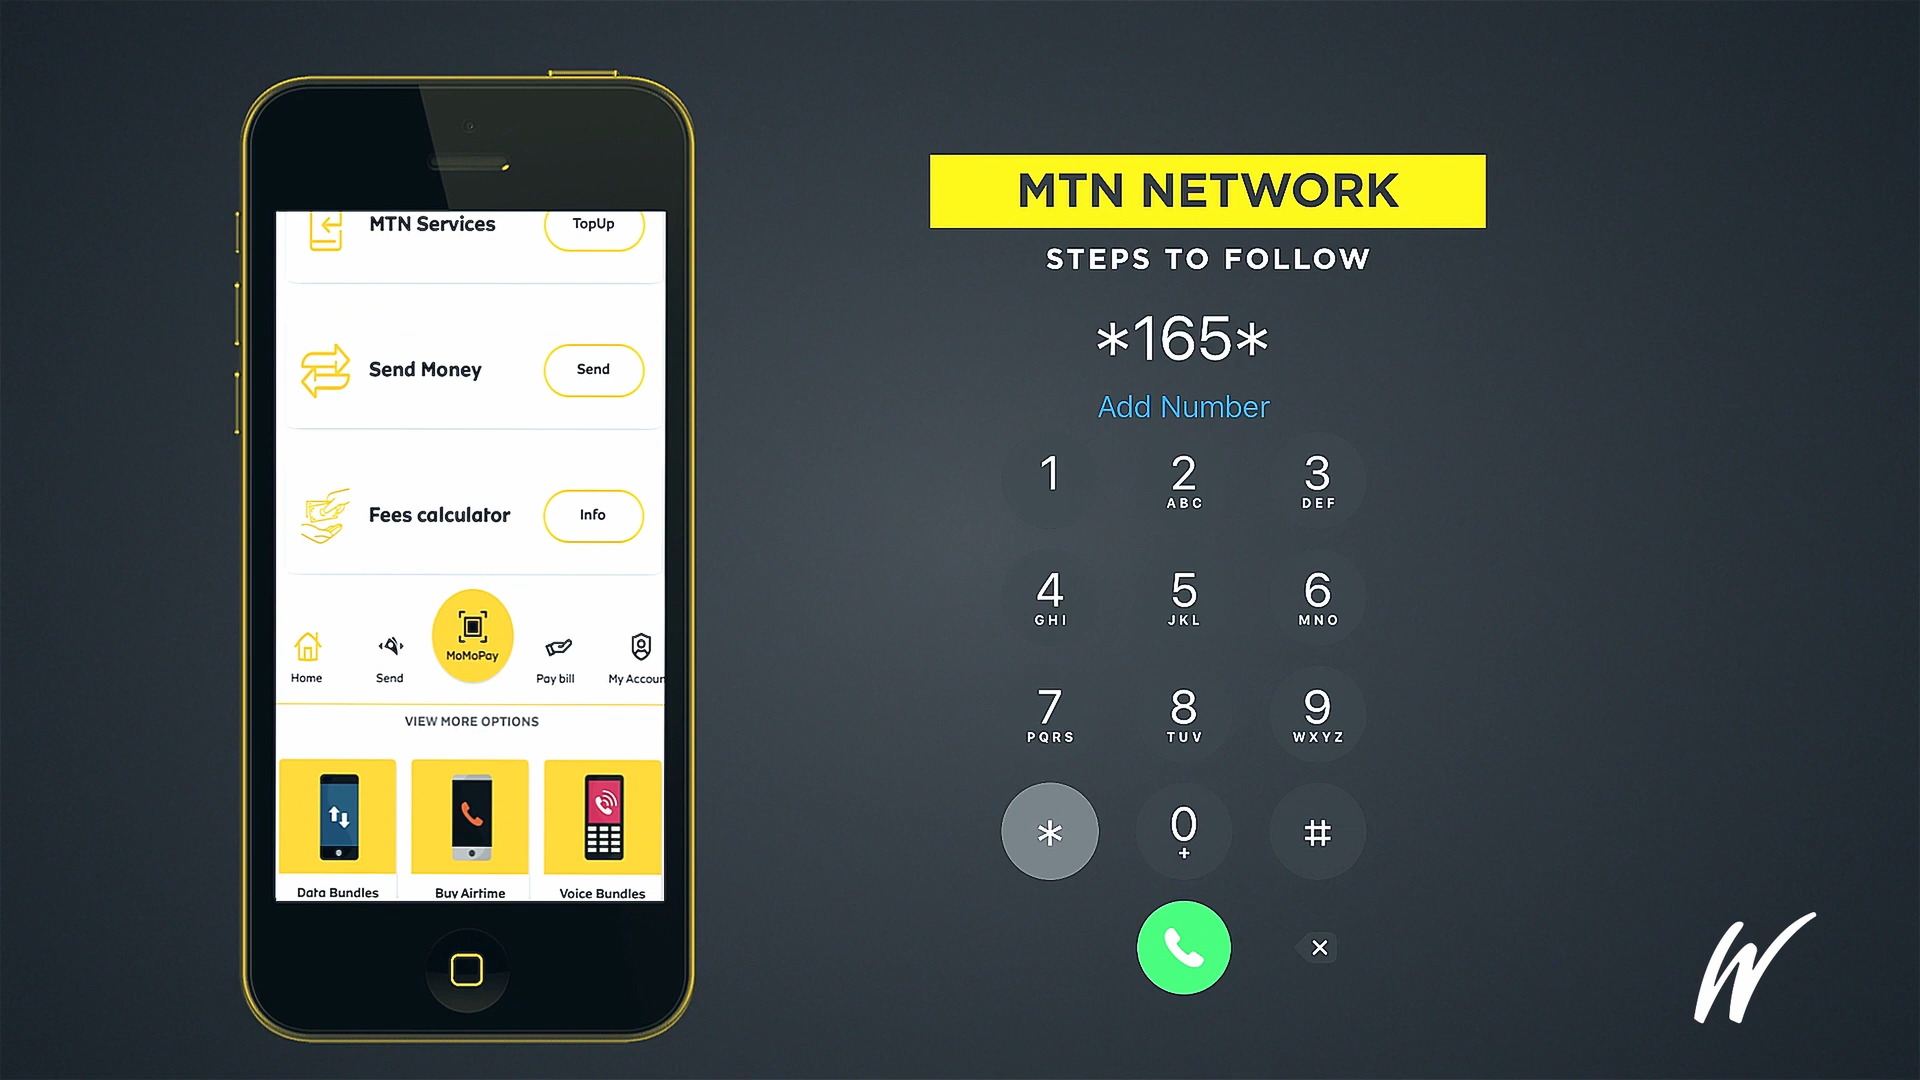 MTN Services
TopUp
Send Money
Send
Fees calculator
Info
MoMoPay
Home
Send
Pay bill
My Accoun
VIEW MORE OPTIONS
Data Bundles
Buy Airtime
Voice Bundles
MTN NETWORK
STEPS TO FOLLOW
*165*
Add Number
1
2
ABC
3
DEF
4
GHI
5
JKL
6
MNO
7
PQRS
8
TUV
9
WXYZ
*
0
+
#
W